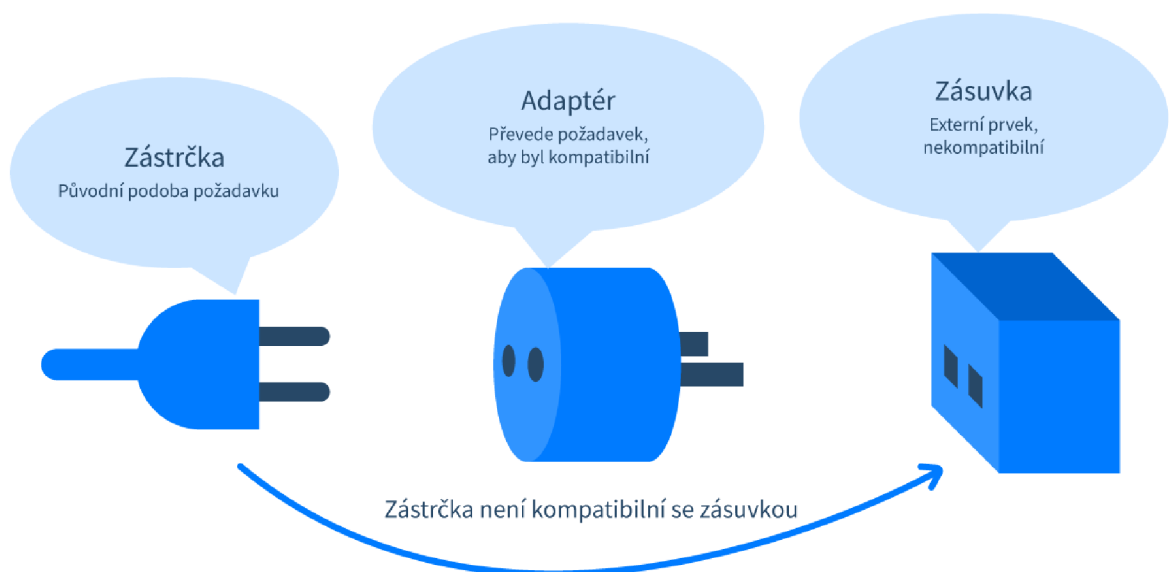 Zástrčka
Původní podoba požadavku
Adaptér
Převede požadavek,
aby byl kompatibilní
Zásuvka
Externí prvek,
nekompatibilní
Zástrčka není kompatibilní se zásuvkou